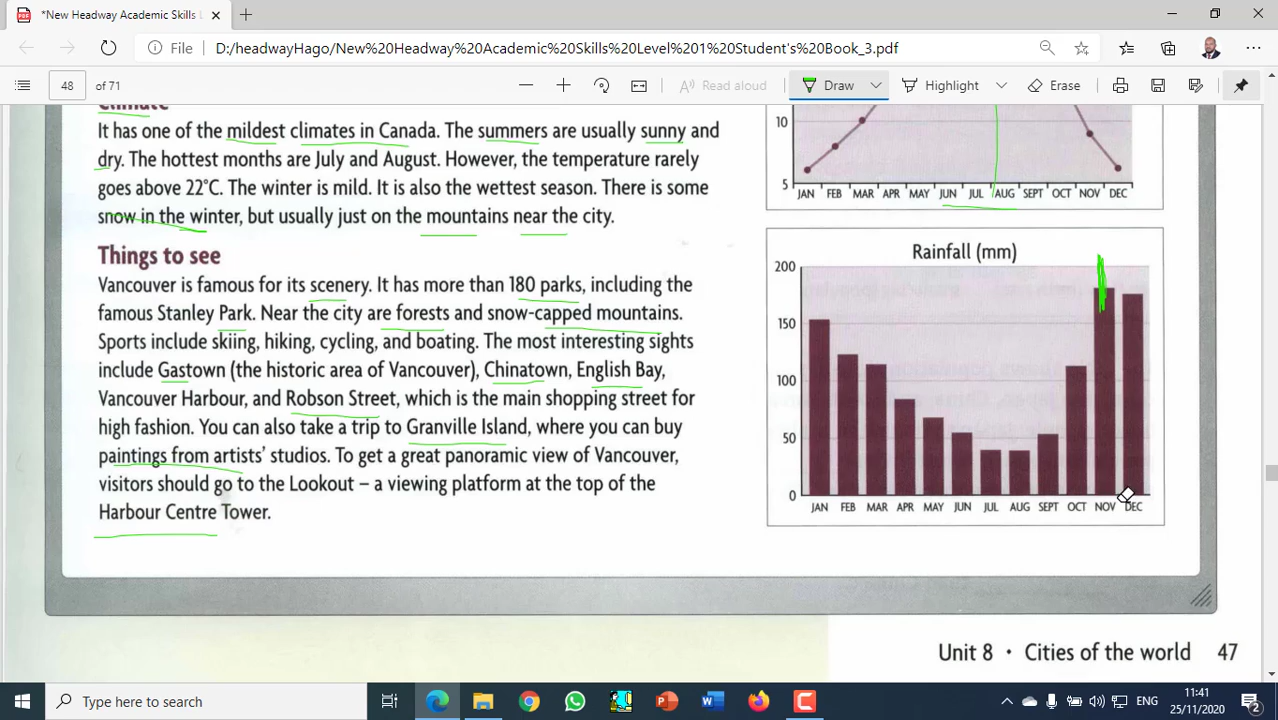 *New Headway Academic Skills L
File
D:/headwayHago/New%20Headway%20Academic%20Skills%20Level%201%20Student's%20Book_3.pdf
48 of 71
Read aloud
Draw
Highlight
Erase
Climate
It has one of the mildest climates in Canada. The summers are usually sunny and
dry. The hottest months are July and August. However, the temperature rarely
goes above 22°C. The winter is mild. It is also the wettest season. There is some
snow in the winter, but usually just on the mountains near the city.
Things to see
Vancouver is famous for its scenery. It has more than 180 parks, including the
famous Stanley Park. Near the city are forests and snow-capped mountains.
Sports include skiing, hiking, cycling, and boating. The most interesting sights
include Gastown (the historic area of Vancouver), Chinatown, English Bay,
Vancouver Harbour, and Robson Street, which is the main shopping street for
high fashion. You can also take a trip to Granville Island, where you can buy
paintings from artists' studios. To get a great panoramic view of Vancouver,
visitors should go to the Lookout – a viewing platform at the top of the
Harbour Centre Tower.
10
5
JAN FEB MAR APR MAY JUN JUL AUG SEPT OCT NOV DEC
Rainfall (mm)
200
150
100
50
0
JAN FEB MAR APR MAY JUN JUL AUG SEPT OCT NOV DEC
Unit 8 • Cities of the world 47
Type here to search
ENG
11:41
25/11/2020
2